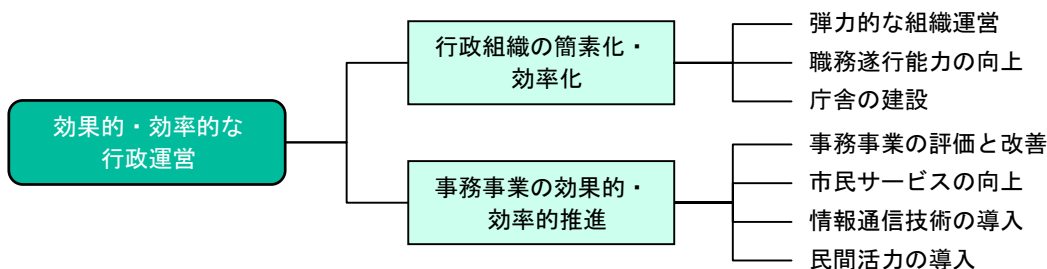 効果的・効率的な
行政運営
行政組織の簡素化・
効率化
弾力的な組織運営
職務遂行能力の向上
庁舎の建設
事務事業の効果的・
効率的推進
事務事業の評価と改善
市民サービスの向上
情報通信技術の導入
民間活力の導入